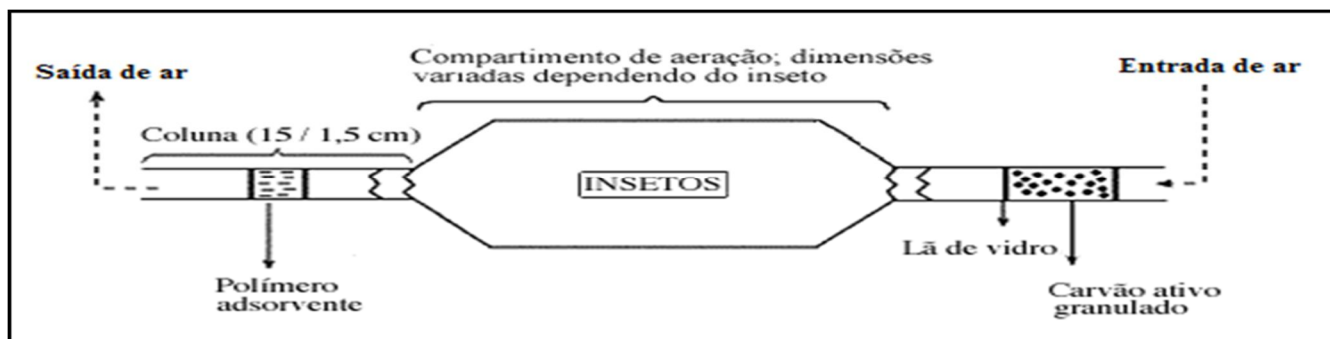 Compartimento de aeração; dimensões
variadas dependendo do inseto
Saída de ar
Entrada de ar
Coluna (15 / 1,5 cm)
INSETOS
Lã de vidro
Polímero
adsorvente
Carvão ativo
granulado